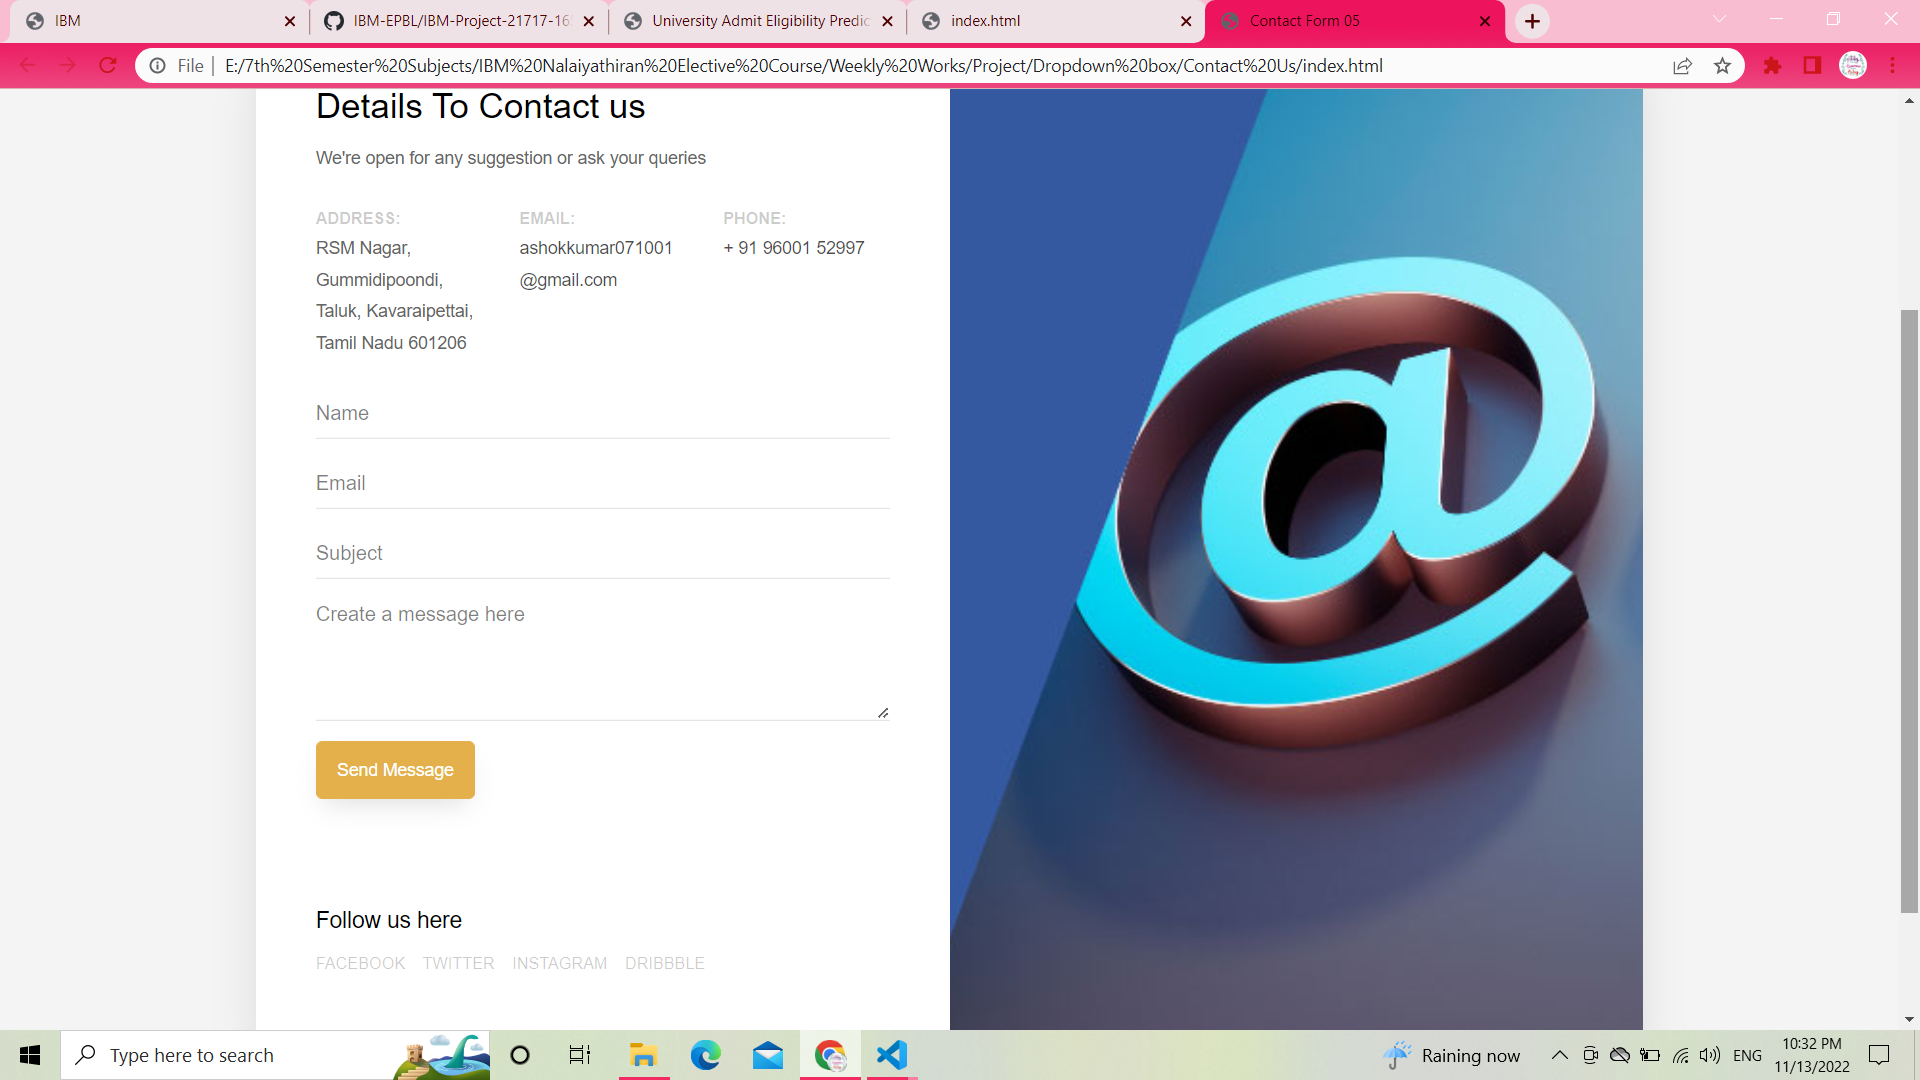 IBM
IBM-EPBL/IBM-Project-21717-16
University Admit Eligibility Predic
index.html
Contact Form 05
File
E:/7th%20Semester%20Subjects/IBM%20Nalaiyathiran%20Elective%20Course/Weekly%20Works/Project/Dropdown%20box/Contact%20Us/index.html
Details To Contact us
We're open for any suggestion or ask your queries
ADDRESS:
RSM Nagar,
Gummidipoondi,
Taluk, Kavaraipettai,
Tamil Nadu 601206
EMAIL:
ashokkumar071001
@gmail.com
PHONE:
+ 91 96001 52997
Name
Email
Subject
Create a message here
Send Message
Follow us here
FACEBOOK TWITTER INSTAGRAM DRIBBBLE
@
Type here to search
Raining now
ENG
10:32 PM
11/13/2022